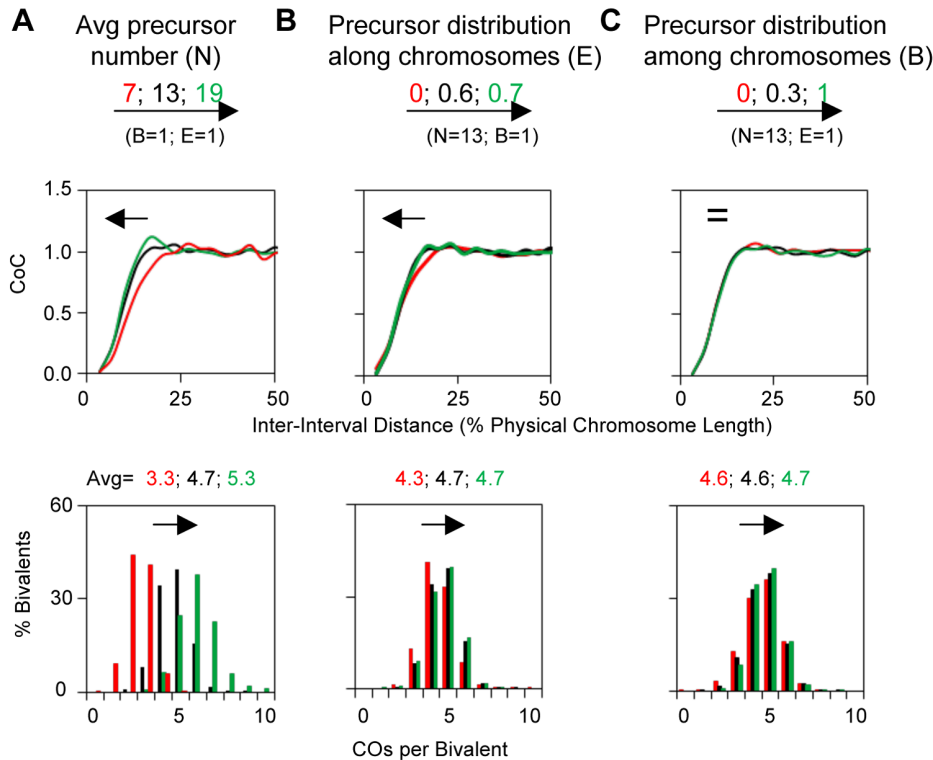 A
Avg precursor
number (N)
7; 13; 19
(B=1; E=1)
B
Precursor distribution
along chromosomes (E)
0; 0.6; 0.7
(N=13; B=1)
C
Precursor distribution
among chromosomes (B)
0; 0.3; 1
(N=13; E=1)
CoC
1.5
1.0
0.5
0.0
0 25 50
0 25 50
0 25 50
=
Inter-Interval Distance (% Physical Chromosome Length)
Avg= 3.3; 4.7; 5.3
4.3; 4.7; 4.7
4.6; 4.6; 4.7
% Bivalents
60
30
0
0 5 10
0 5 10
0 5 10
COs per Bivalent